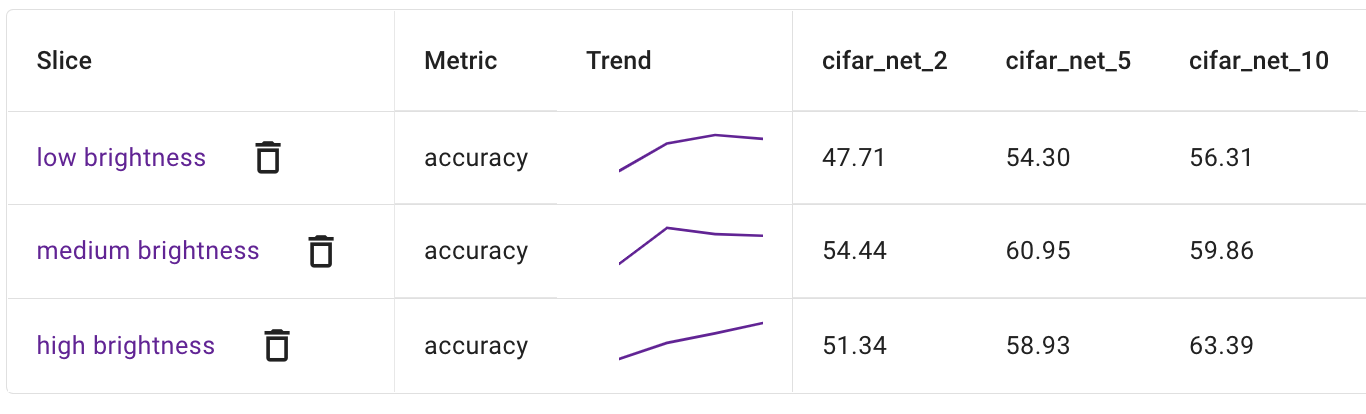 Slice Metric Trend cifar_net_2 cifar_net_5 cifar_net_10
low brightness accuracy 47.71 54.30 56.31
medium brightness accuracy 54.44 60.95 59.86
high brightness accuracy 51.34 58.93 63.39